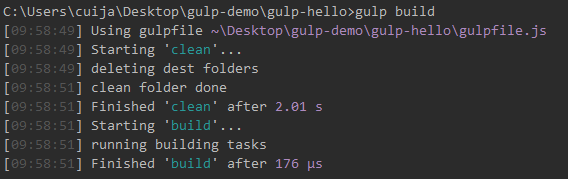 C:\Users\cuija\Desktop\gulp-demo\gulp-hello>gulp build
[09:58:49] Using gulpfile ~\Desktop\gulp-demo\gulp-hello\gulpfile.js
[09:58:49] Starting 'clean'...
[09:58:49] deleting dest folders
[09:58:51] clean folder done
[09:58:51] Finished 'clean' after 2.01 s
[09:58:51] Starting 'build'...
[09:58:51] running building tasks
[09:58:51] Finished 'build' after 176 μs